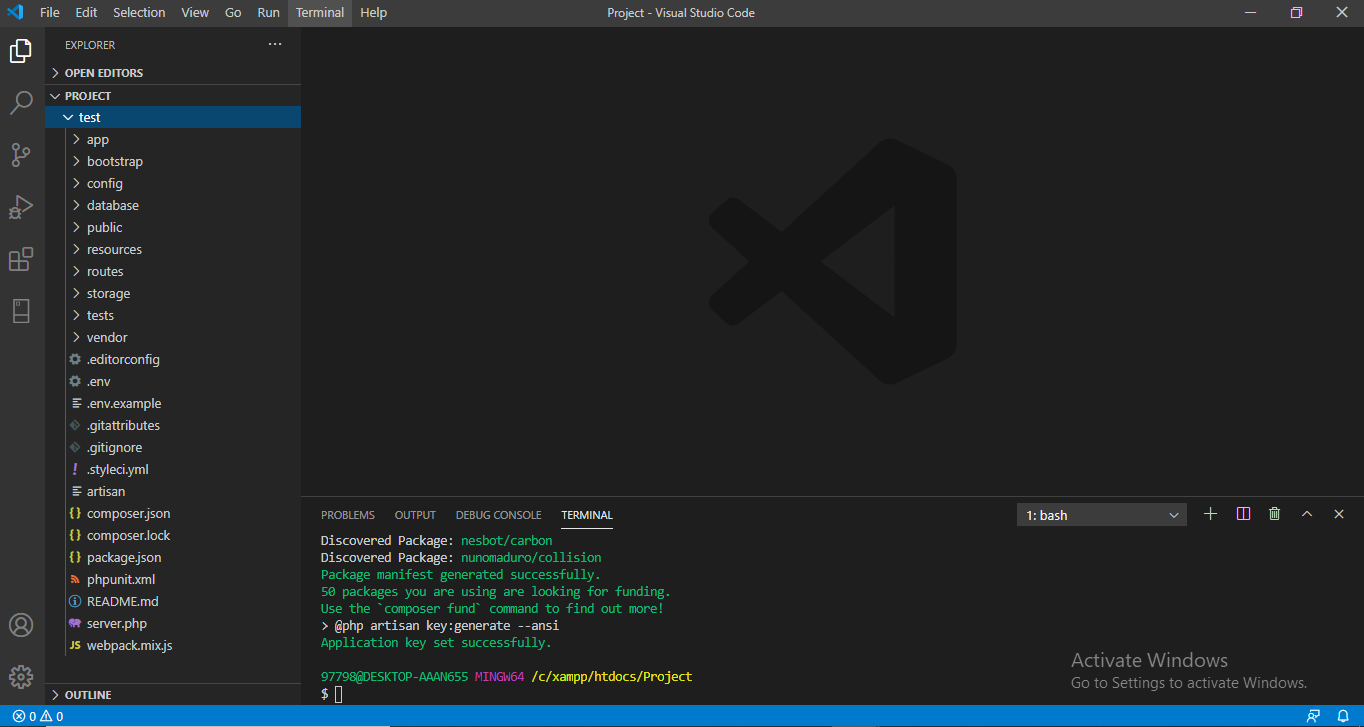 File Edit Selection View Go Run Terminal Help
Project - Visual Studio Code
EXPLORER
OPEN EDITORS
PROJECT
test
app
bootstrap
config
database
public
resources
routes
storage
tests
vendor
.editorconfig
.env
.env.example
.gitattributes
.gitignore
! .styleci.yml
artisan
{} composer.json
{} composer.lock
{} package.json
phpunit.xml
README.md
server.php
JS webpack.mix.js
OUTLINE
PROBLEMS OUTPUT DEBUG CONSOLE TERMINAL
1: bash
Discovered Package: nesbot/carbon
Discovered Package: nunomaduro/collision
Package manifest generated successfully.
50 packages you are using are looking for funding.
Use the `composer fund` command to find out more!
> @php artisan key:generate --ansi
Application key set successfully.
97798@DESKTOP-AAAN655 MINGW64 /c/xampp/htdocs/Project
$
Activate Windows
Go to Settings to activate Windows.
0 0